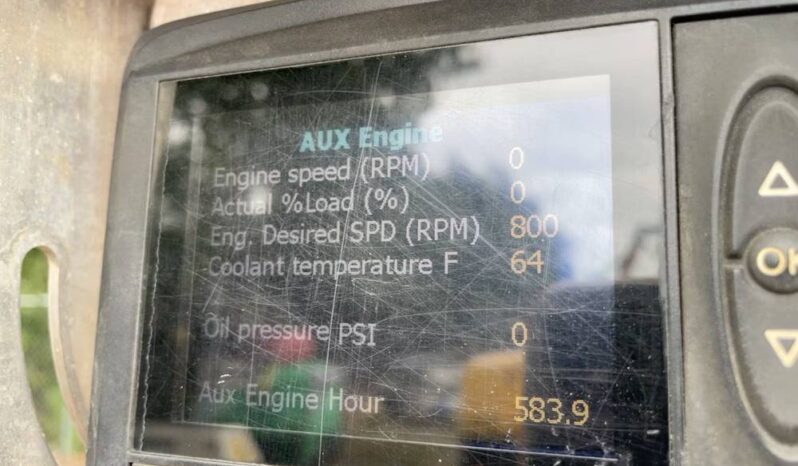 AUX Engine
Engine speed (RPM) 0
Actual %Load (%) 0
Eng. Desired SPD (RPM) 800
Coolant temperature F 64
Oil pressure PSI 0
Aux Engine Hour 583.9
OK